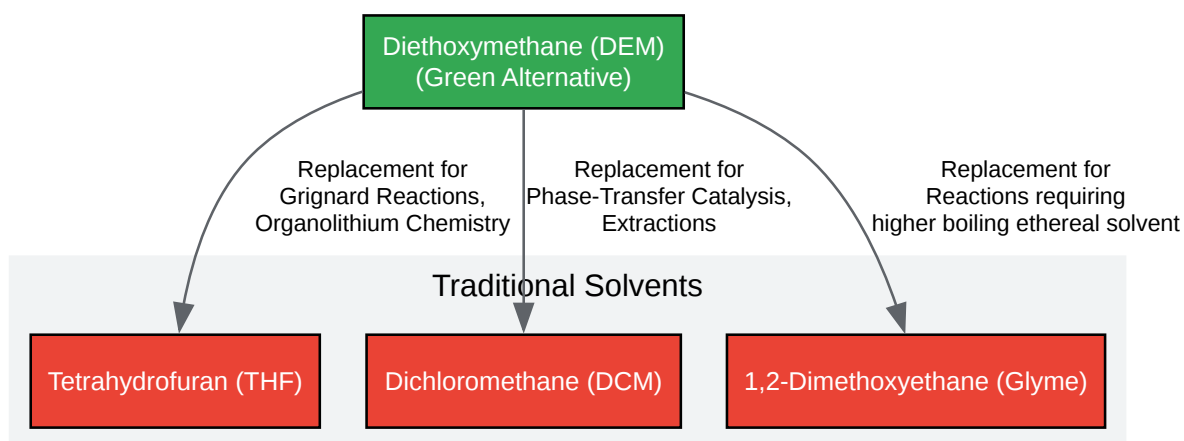 Diethoxymethane (DEM)
(Green Alternative)
Replacement for
Grignard Reactions,
Organolithium Chemistry
Replacement for
Phase-Transfer Catalysis,
Extractions
Replacement for
Reactions requiring
higher boiling ethereal solvent
Traditional Solvents
Tetrahydrofuran (THF)
Dichloromethane (DCM)
1,2-Dimethoxyethane (Glyme)